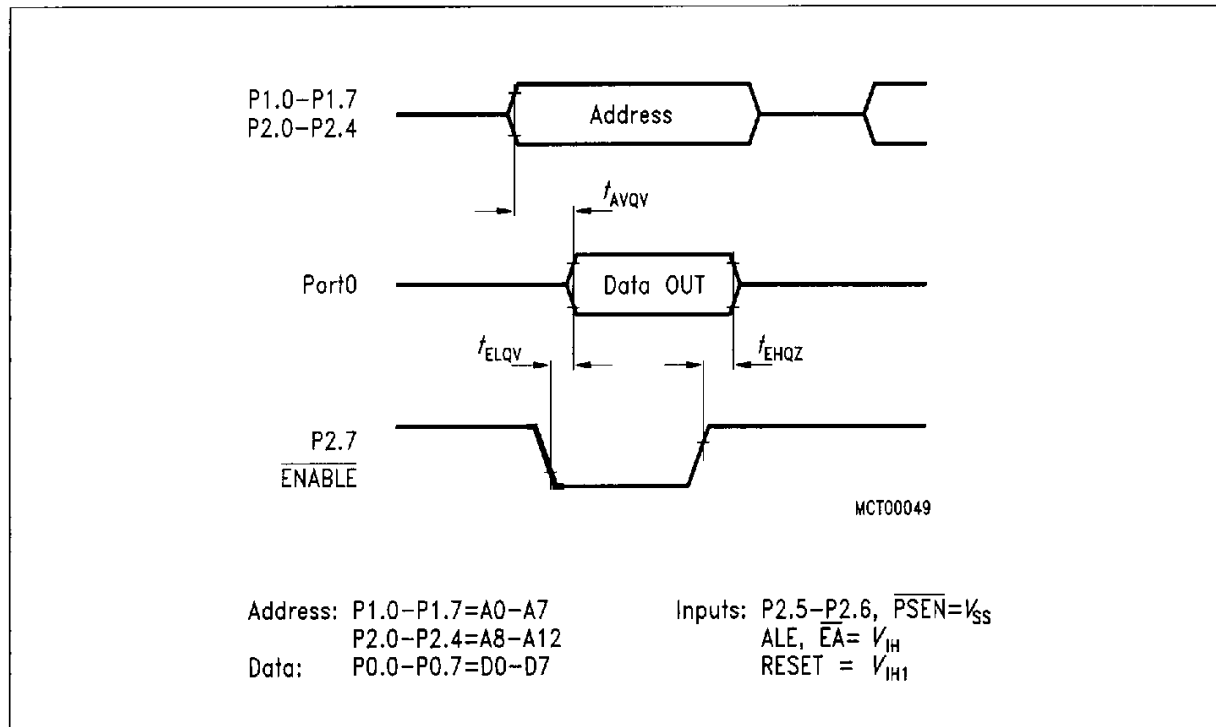 P1.0-P1.7
P2.0-P2.4
Address
tAVQV
Port0
Data OUT
tELQV
tEHQZ
P2.7
ENABLE
MCT00049
Address: P1.0-P1.7=A0-A7
P2.0-P2.4=A8-A12
Data: P0.0-P0.7=D0-D7
Inputs: P2.5-P2.6, PSEN=VSS
ALE, EA= VIH
RESET = VIH1